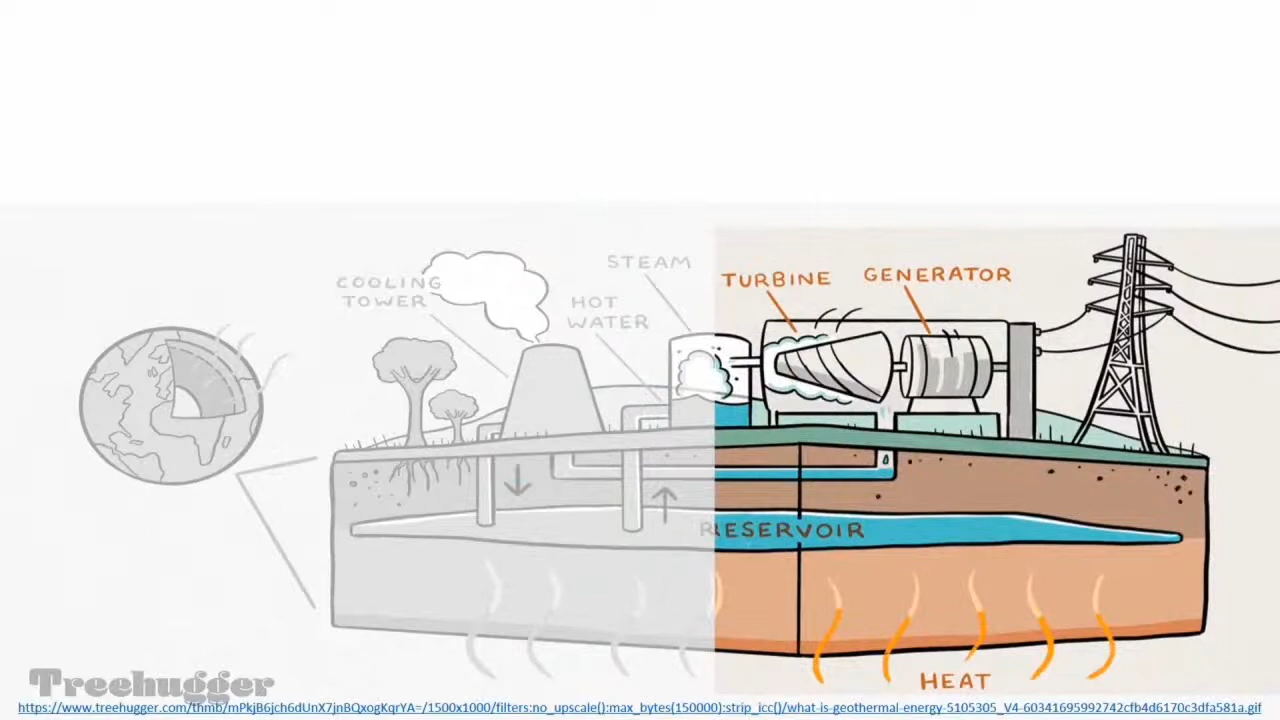 STEAM
COOLING
TOWER
HOT
WATER
TURBINE
GENERATOR
RESERVOIR
HEAT
Treehugger
https://www.treehugger.com/thmb/mPkjB6jch6dUnX7jnBQxogKqrYA=/1500x1000/filters:no_upscale():max_bytes(150000):strip_icc()/what-is-geothermal-energy-5105305_V4-60341695992742cfb4d6170c3dfa581a.gif